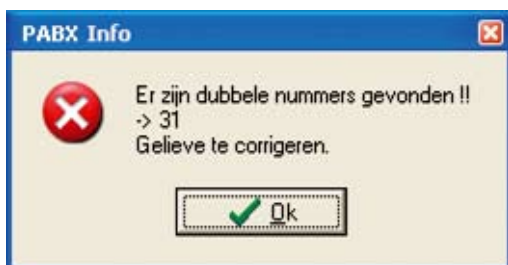 PABX Info
Er zijn dubbele nummers gevonden !!
-> 31
Gelieve te corrigeren.
Ok